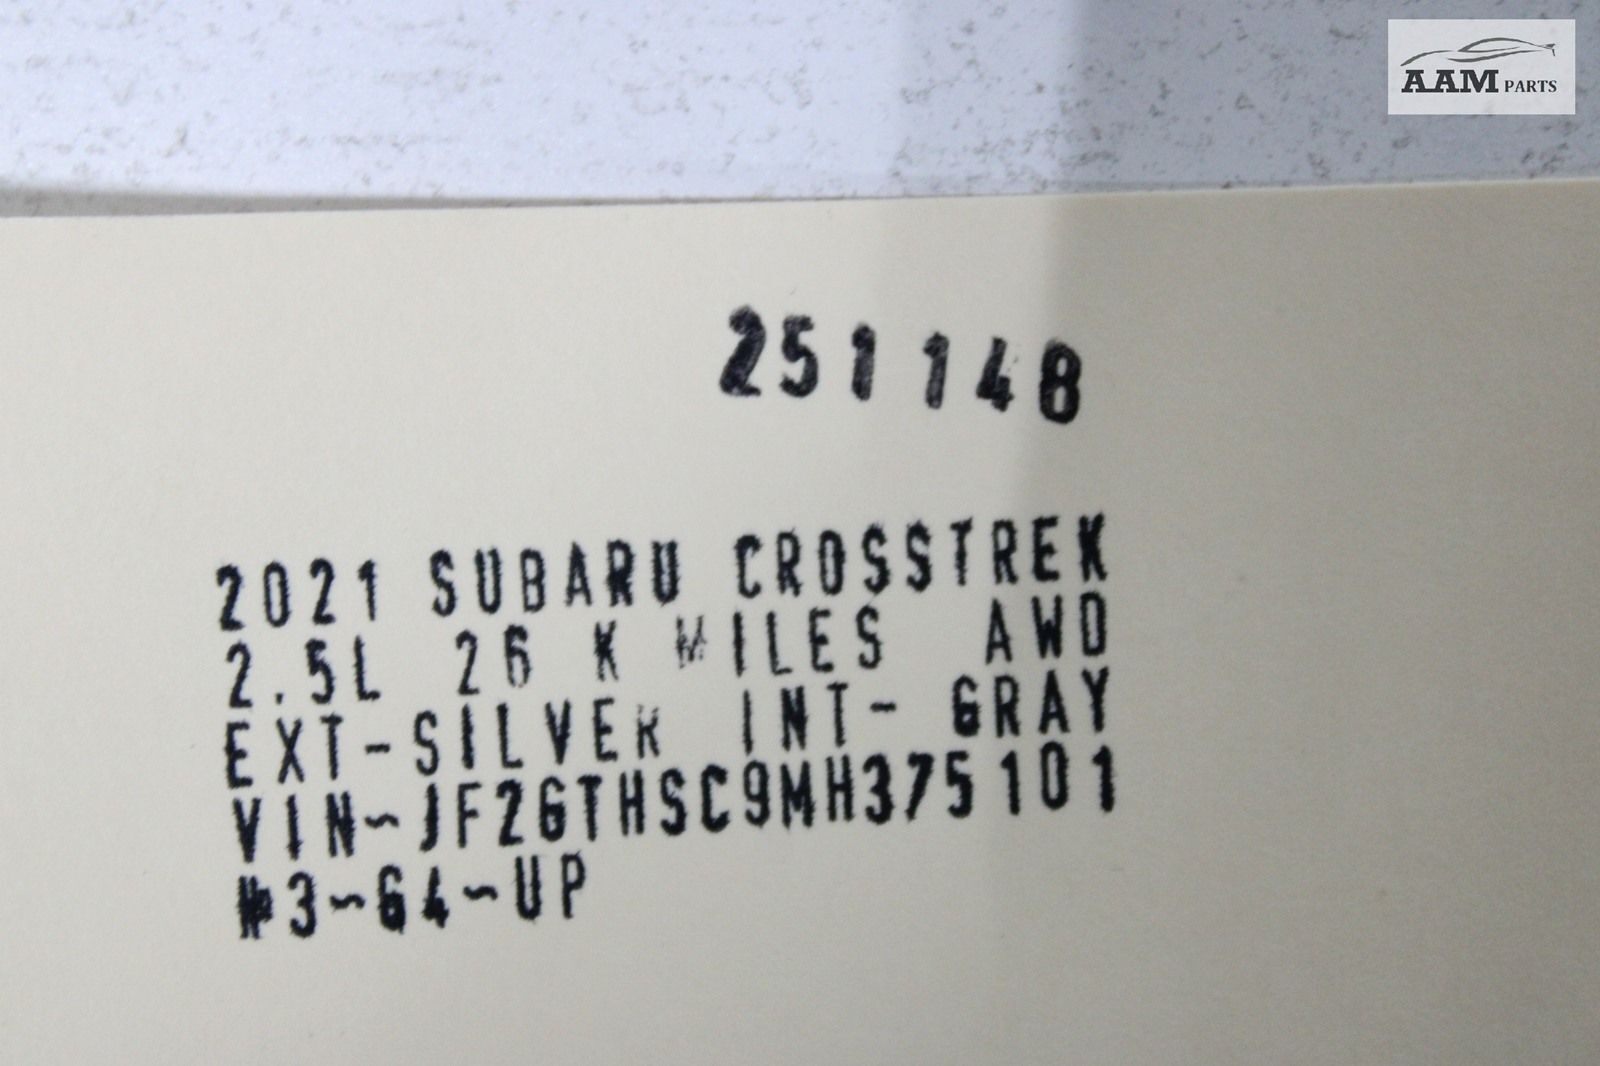 AAM PARTS
251148
2021 SUBARU CROSSTREK
2.5L 26 K MILES AWD
EXT-SILVER INT- GRAY
VIN~JF2GTHSC9MH375101
№3~64~UP